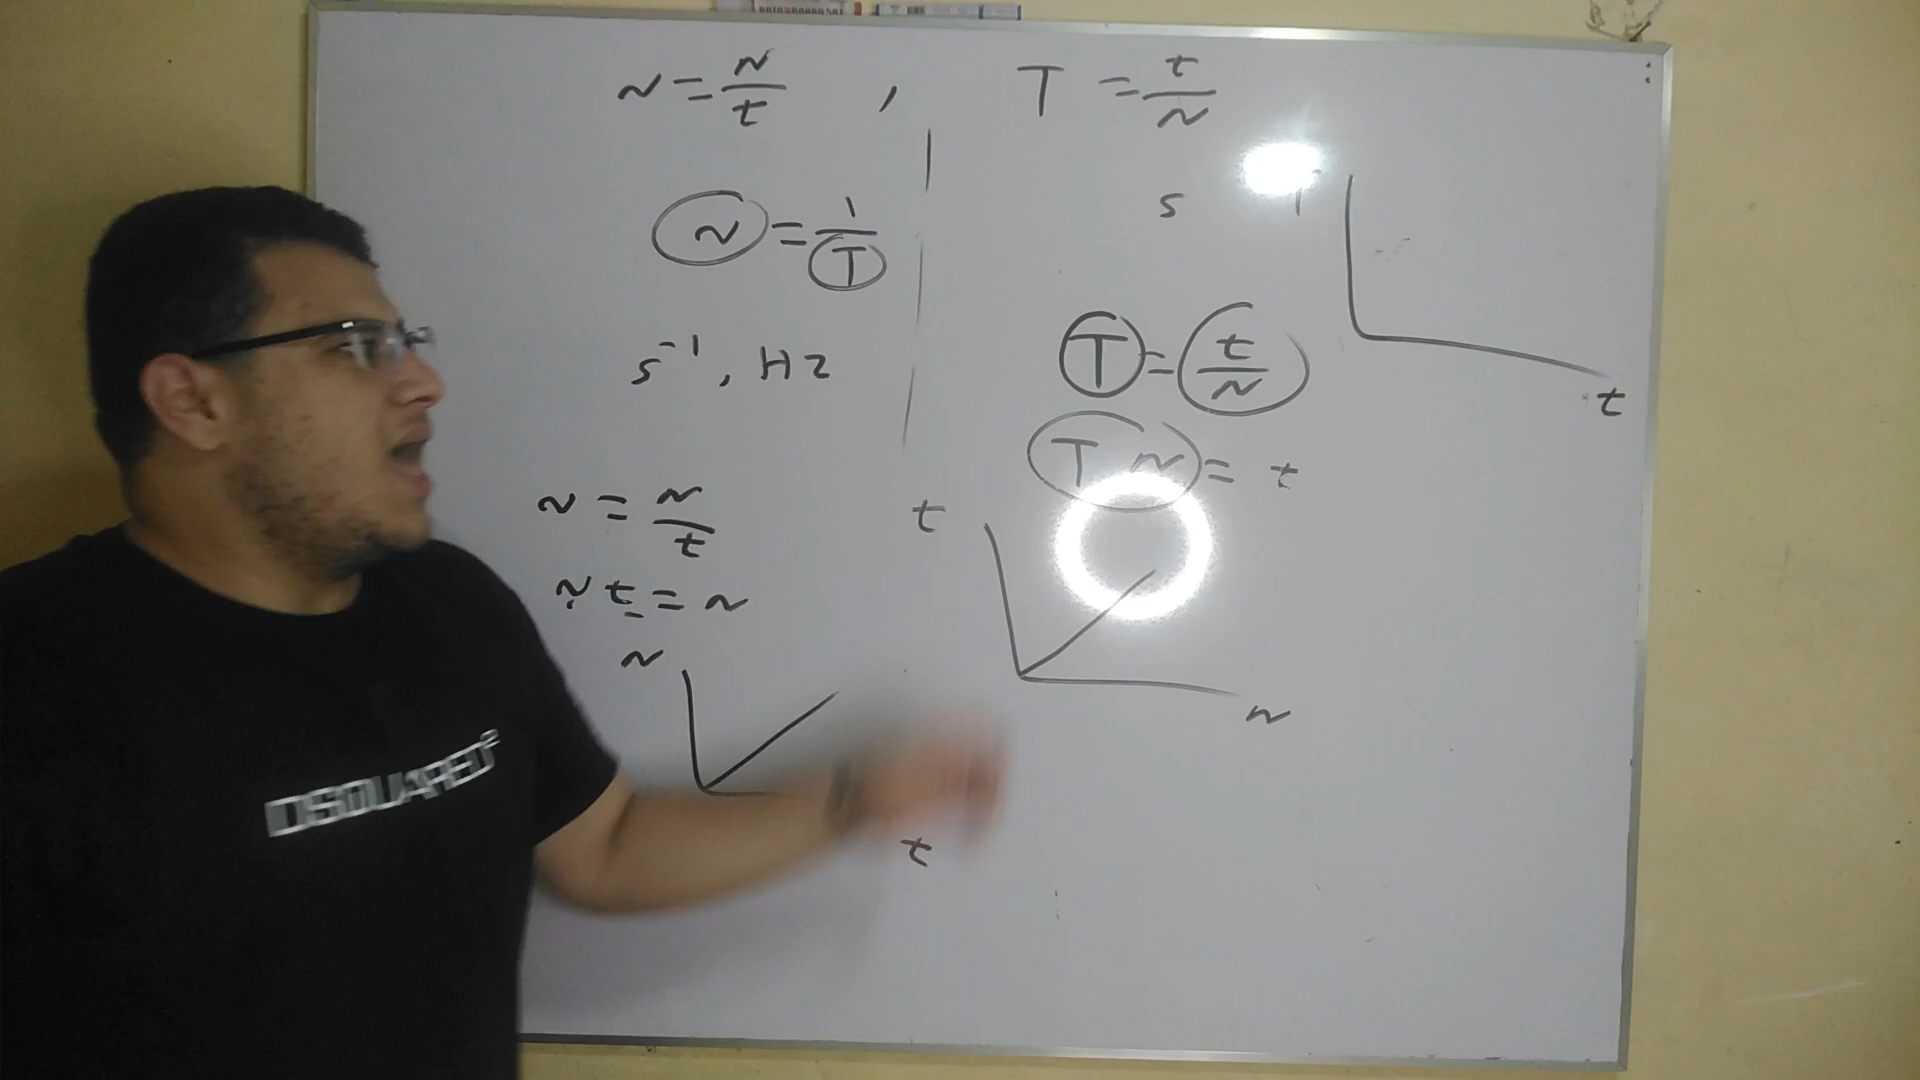 ν = N/t , T = t/N
ν = 1/T
s
s⁻¹, Hz
T = t/N
t
T N = t
ν = N/t
ν t = N
t
N
N
t
DSQUARED²